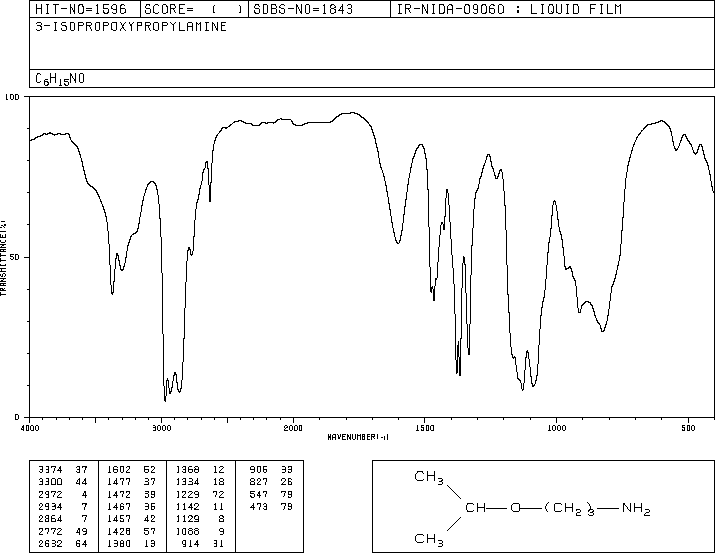 HIT-NO=1596 SCORE= ( ) SDBS-NO=1843 IR-NIDA-09060 : LIQUID FILM
3-ISOPROPOXYPROPYLAMINE
C6H15NO
100
50
0
TRANSMITTANCE(%)
4000 3000 2000 1500 1000 500
WAVENUMBER(-1)
3374 37 1602 52 1368 12 906 33
3300 44 1477 37 1334 18 827 26
2972 4 1472 39 1229 72 547 79
2934 7 1467 36 1142 11 473 79
2864 7 1457 42 1129 8
2772 49 1428 57 1088 9
2632 64 1380 13 914 31
CH3
CH—O—(CH2)3—NH2
CH3